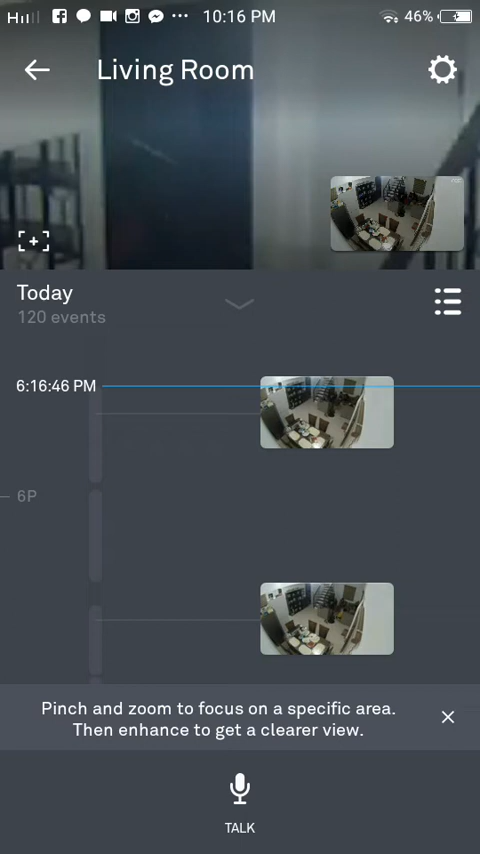 10:16 PM
46%
Living Room
Today
120 events
6:16:46 PM
6P
Pinch and zoom to focus on a specific area.
Then enhance to get a clearer view.
TALK